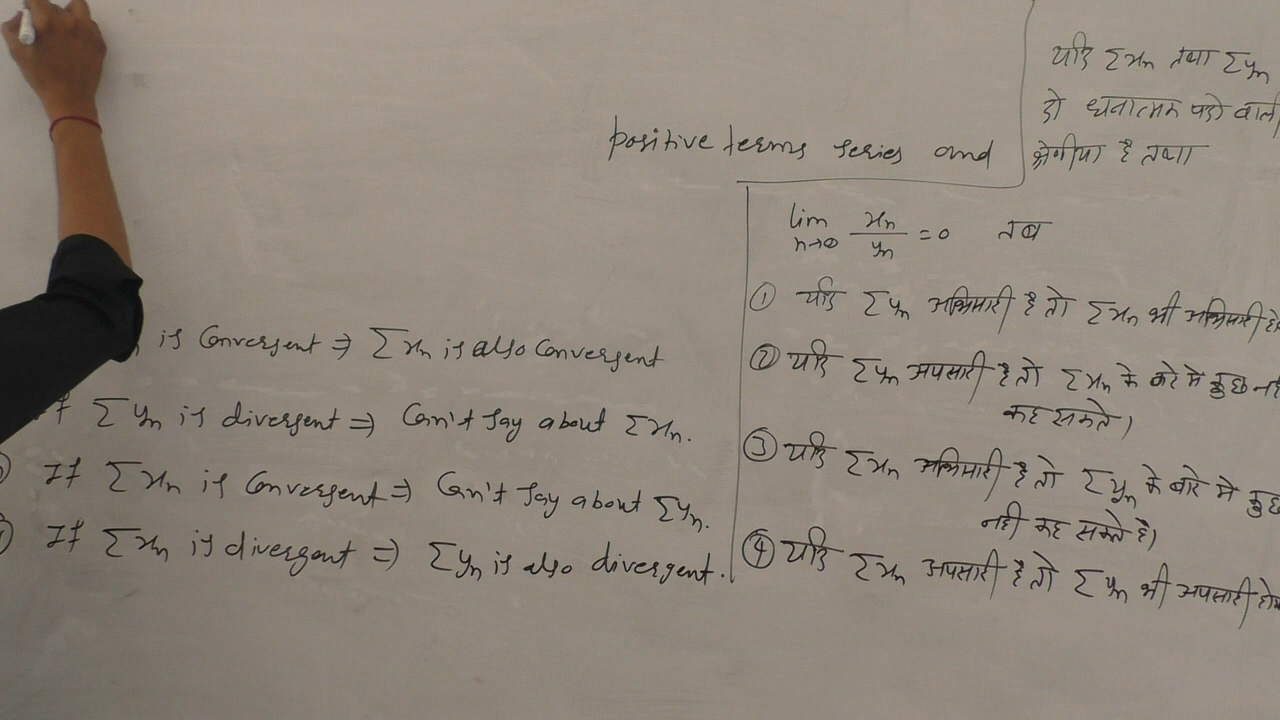 positive terms series and
is Convergent ⇒ Σxn is also Convergent
If Σyn is divergent ⇒ Can't say about Σxn.
If Σxn is Convergent ⇒ Can't say about Σyn.
If Σxn is divergent ⇒ Σyn is also divergent.
यदि Σxn तथा Σyn
दो धनात्मक पदो वाली
श्रेणीया है तथा
lim n→∞ xn/yn = 0 तब
① यदि Σyn अभिसारी है तो Σxn भी अभिसारी
② यदि Σyn अपसारी है तो Σxn के बारे मे कुछ
कह सकते।
③ यदि Σxn अभिसारी है तो Σyn के बारे मे कुछ
नही कह सकते है।
④ यदि Σxn अपसारी है तो Σyn भी अपसारी